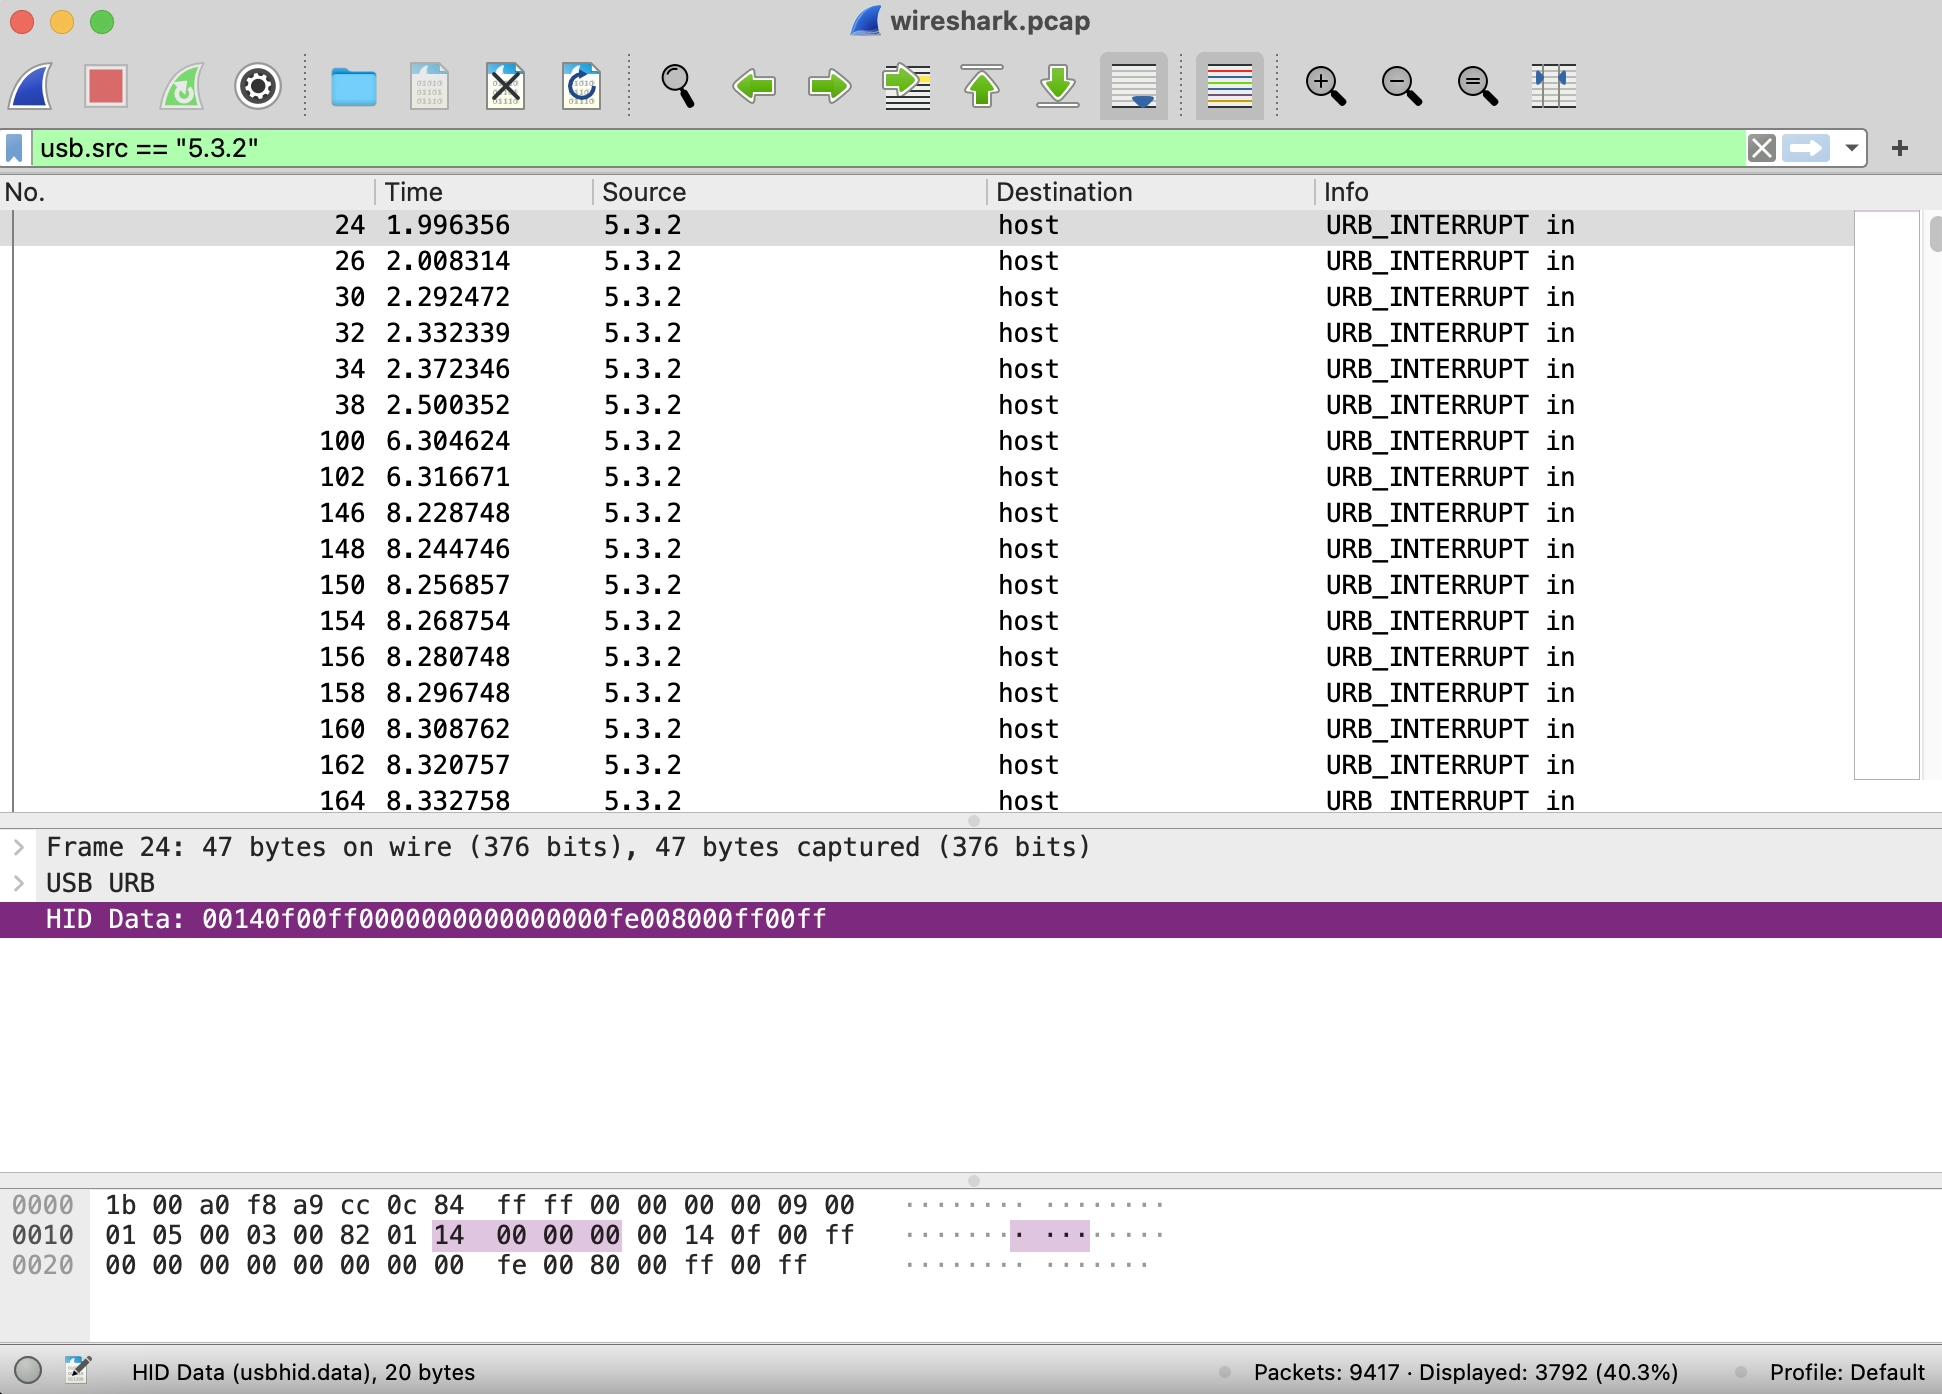 wireshark.pcap
usb.src == "5.3.2"
No. Time Source Destination Info
24 1.996356 5.3.2 host URB_INTERRUPT in
26 2.008314 5.3.2 host URB_INTERRUPT in
30 2.292472 5.3.2 host URB_INTERRUPT in
32 2.332339 5.3.2 host URB_INTERRUPT in
34 2.372346 5.3.2 host URB_INTERRUPT in
38 2.500352 5.3.2 host URB_INTERRUPT in
100 6.304624 5.3.2 host URB_INTERRUPT in
102 6.316671 5.3.2 host URB_INTERRUPT in
146 8.228748 5.3.2 host URB_INTERRUPT in
148 8.244746 5.3.2 host URB_INTERRUPT in
150 8.256857 5.3.2 host URB_INTERRUPT in
154 8.268754 5.3.2 host URB_INTERRUPT in
156 8.280748 5.3.2 host URB_INTERRUPT in
158 8.296748 5.3.2 host URB_INTERRUPT in
160 8.308762 5.3.2 host URB_INTERRUPT in
162 8.320757 5.3.2 host URB_INTERRUPT in
164 8.332758 5.3.2 host URB_INTERRUPT in
Frame 24: 47 bytes on wire (376 bits), 47 bytes captured (376 bits)
USB URB
HID Data: 00140f00ff0000000000000000fe008000ff00ff
0000 1b 00 a0 f8 a9 cc 0c 84 ff ff 00 00 00 00 09 00 ········ ········
0010 01 05 00 03 00 82 01 14 00 00 00 00 14 0f 00 ff ········ ········
0020 00 00 00 00 00 00 00 00 fe 00 80 00 ff 00 ff ········ ·······
HID Data (usbhid.data), 20 bytes Packets: 9417 · Displayed: 3792 (40.3%) Profile: Default